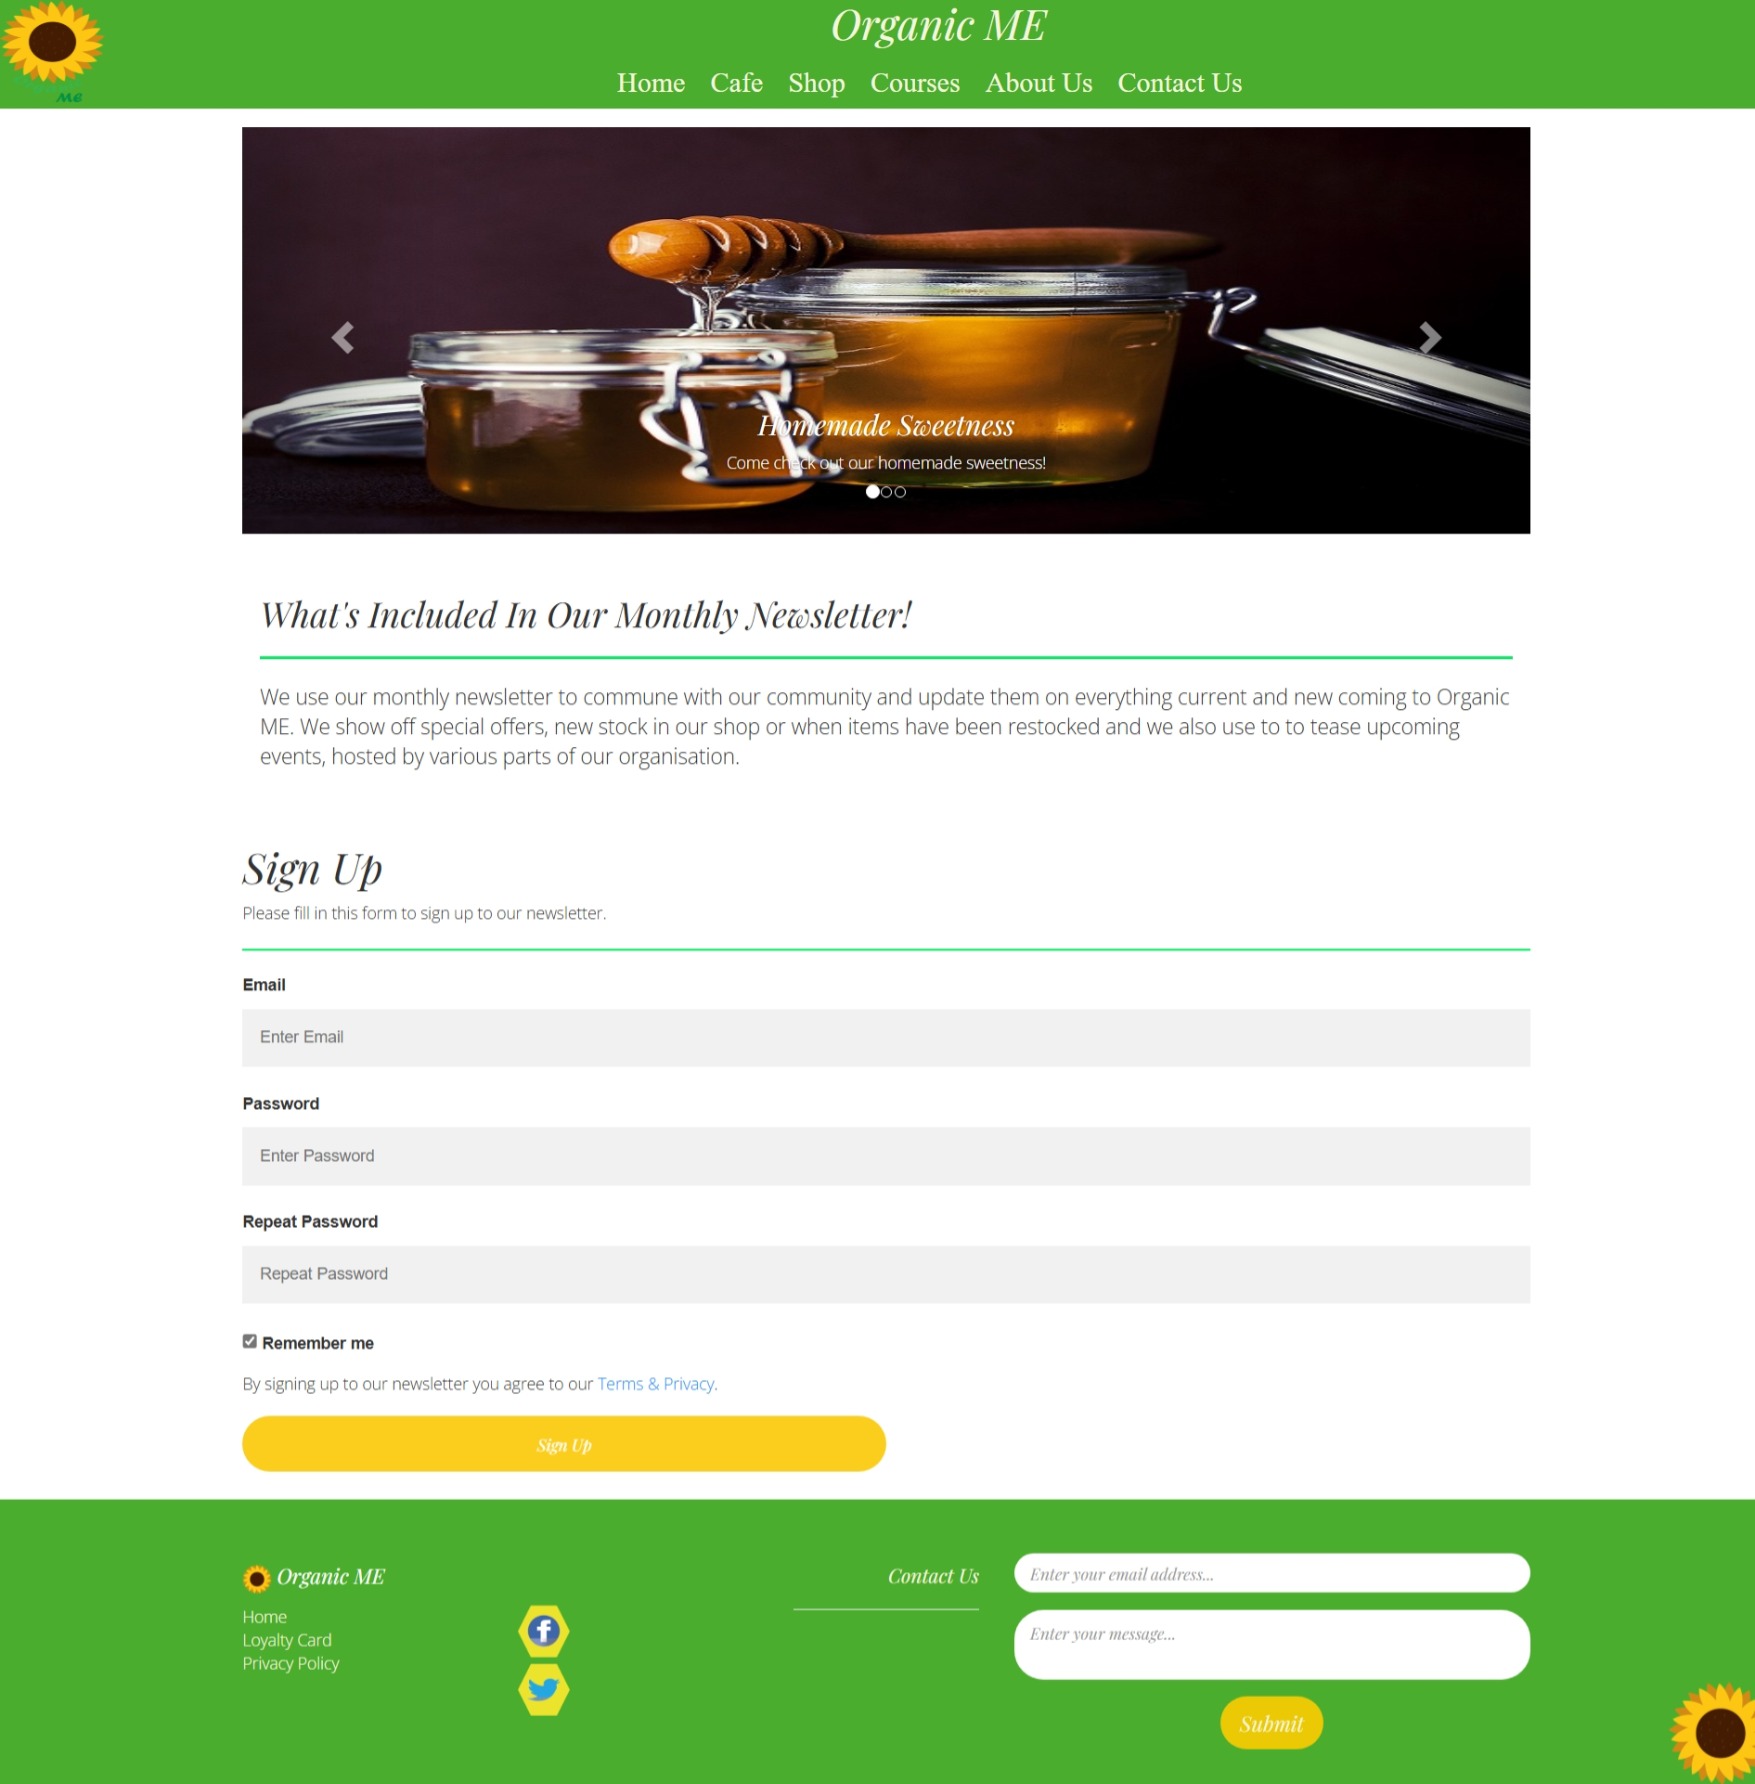 Me
Organic ME
Home Cafe Shop Courses About Us Contact Us
Homemade Sweetness
Come check out our homemade sweetness!
What's Included In Our Monthly Newsletter!
We use our monthly newsletter to commune with our community and update them on everything current and new coming to Organic
ME. We show off special offers, new stock in our shop or when items have been restocked and we also use to to tease upcoming
events, hosted by various parts of our organisation.
Sign Up
Please fill in this form to sign up to our newsletter.
Email
Enter Email
Password
Enter Password
Repeat Password
Repeat Password
Remember me
By signing up to our newsletter you agree to our Terms & Privacy.
Sign Up
Organic ME
Home
Loyalty Card
Privacy Policy
f
Contact Us
Enter your email address...
Enter your message...
Submit